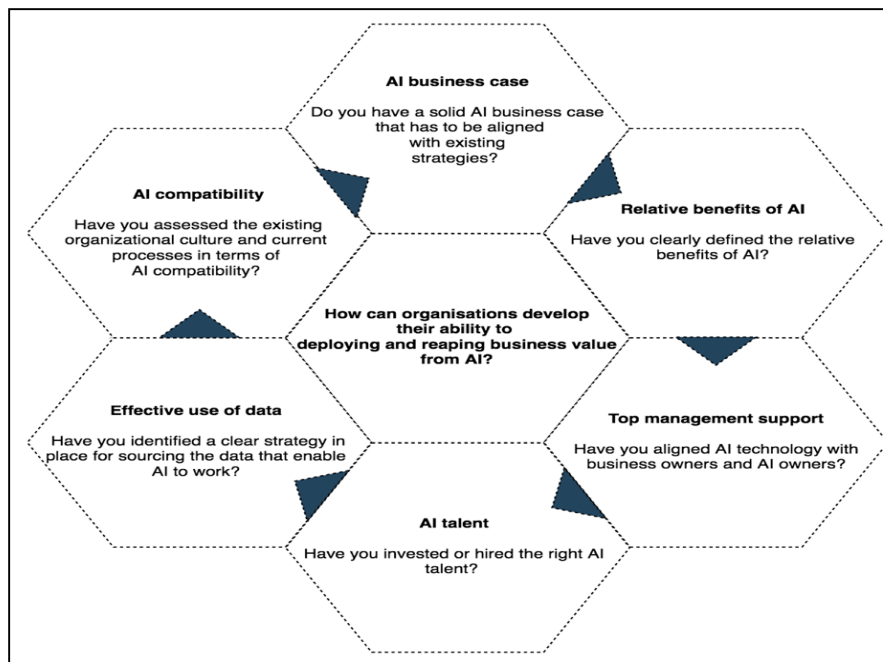 AI business case
Do you have a solid AI business case
that has to be aligned
with existing
strategies?
AI compatibility
Have you assessed the existing
organizational culture and current
processes in terms of
AI compatibility?
Relative benefits of AI
Have you clearly defined the relative
benefits of AI?
How can organisations develop
their ability to
deploying and reaping business value
from AI?
Effective use of data
Have you identified a clear strategy in
place for sourcing the data that enable
AI to work?
Top management support
Have you aligned AI technology with
business owners and AI owners?
AI talent
Have you invested or hired the right AI
talent?